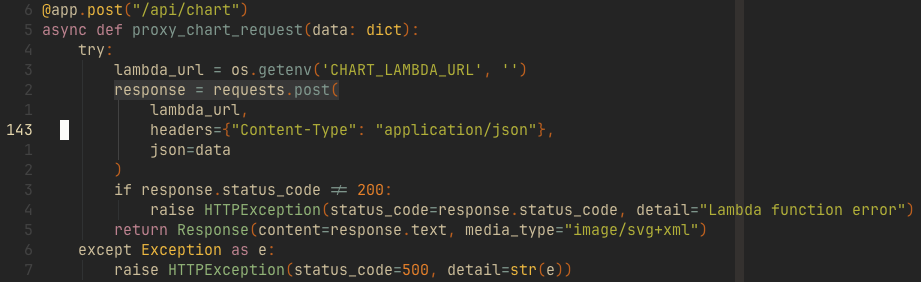 6 @app.post("/api/chart")
5 async def proxy_chart_request(data: dict):
4     try:
3         lambda_url = os.getenv('CHART_LAMBDA_URL', '')
2         response = requests.post(
1             lambda_url,
143             headers={"Content-Type": "application/json"},
1             json=data
2         )
3         if response.status_code ≠ 200:
4             raise HTTPException(status_code=response.status_code, detail="Lambda function error")
5         return Response(content=response.text, media_type="image/svg+xml")
6     except Exception as e:
7         raise HTTPException(status_code=500, detail=str(e))